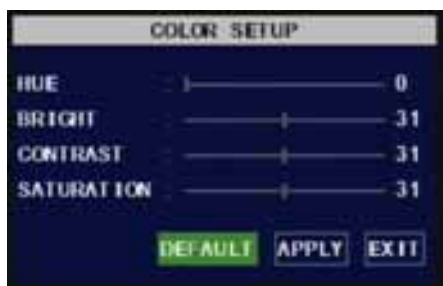 COLOR SETUP
HUE : 0
BRIGHT : 31
CONTRAST : 31
SATURATION : 31
DEFAULT APPLY EXIT